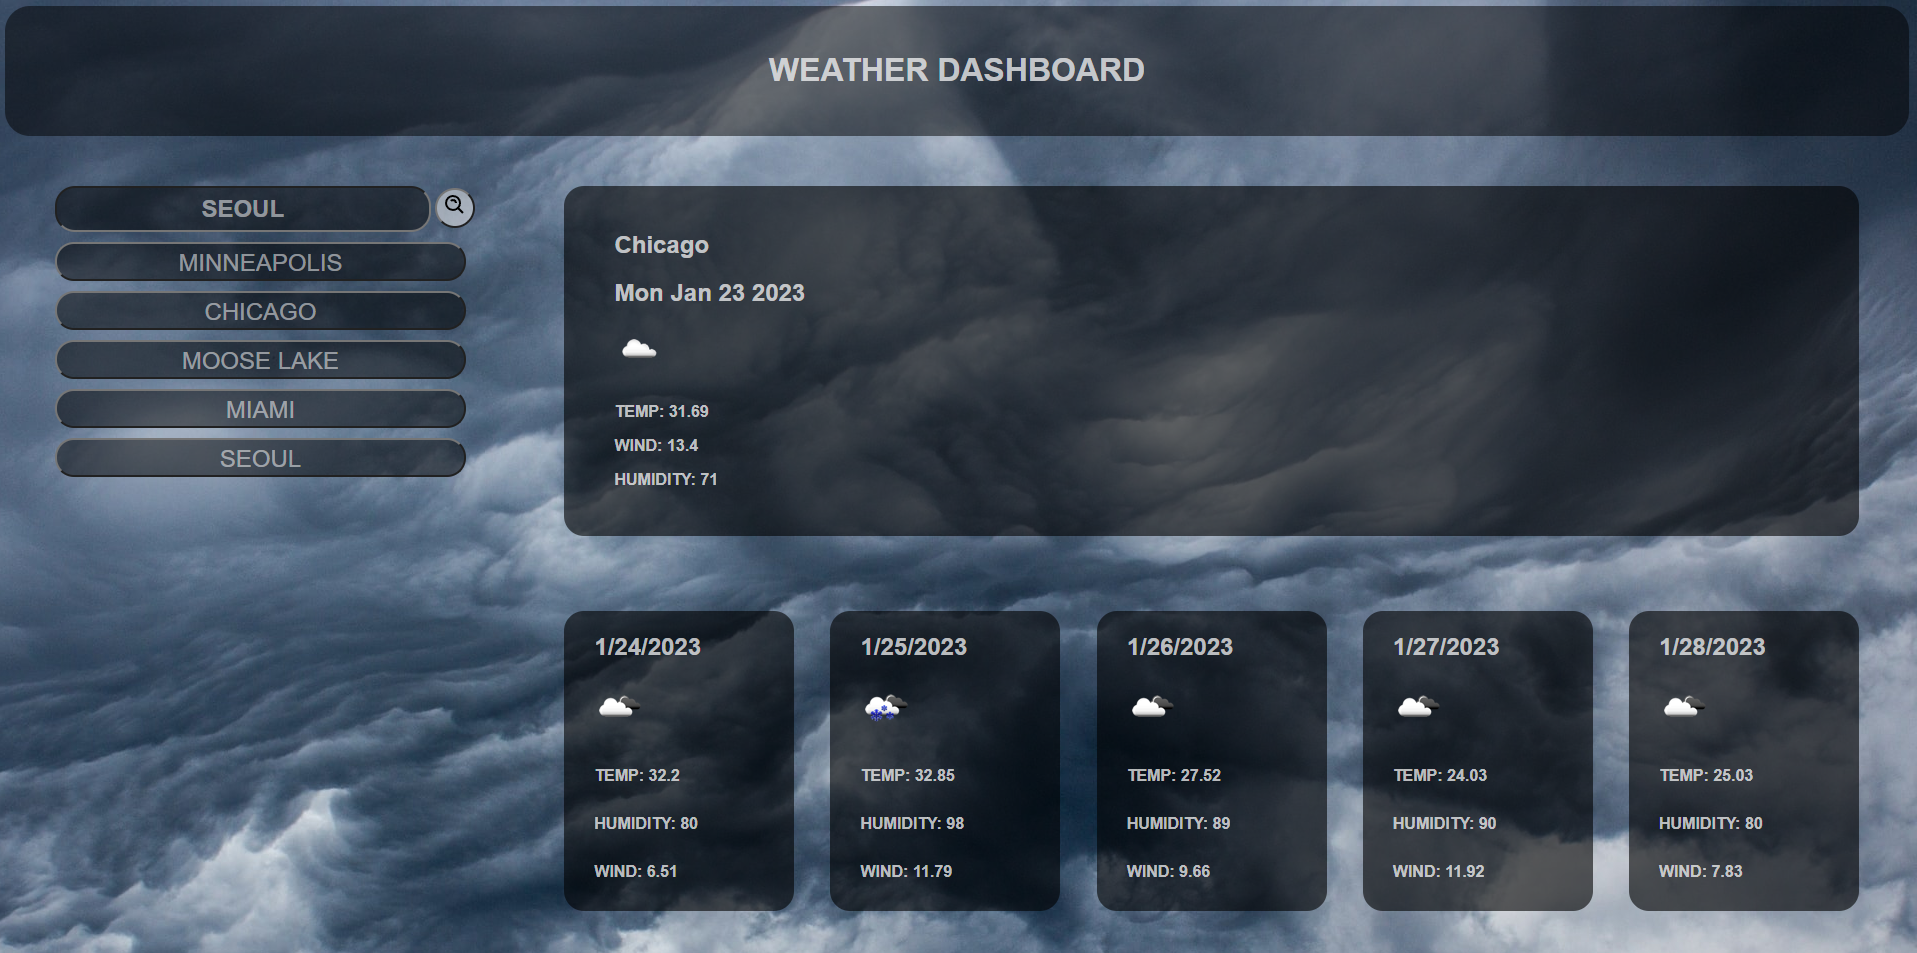 WEATHER DASHBOARD
SEOUL
MINNEAPOLIS
CHICAGO
MOOSE LAKE
MIAMI
SEOUL
Chicago
Mon Jan 23 2023
TEMP: 31.69
WIND: 13.4
HUMIDITY: 71
1/24/2023
TEMP: 32.2
HUMIDITY: 80
WIND: 6.51
1/25/2023
TEMP: 32.85
HUMIDITY: 98
WIND: 11.79
1/26/2023
TEMP: 27.52
HUMIDITY: 89
WIND: 9.66
1/27/2023
TEMP: 24.03
HUMIDITY: 90
WIND: 11.92
1/28/2023
TEMP: 25.03
HUMIDITY: 80
WIND: 7.83